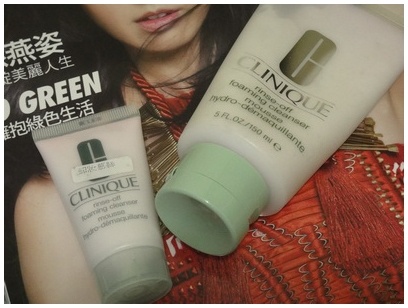 燕姿
美麗人生
O GREEN
抱綠色生活
CLINIQUE
rinse-off
foaming cleanser
mousse
hydro-démaquillante
5 FL.OZ/150 ml e
CLINIQUE
rinse-off
foaming cleanser
mousse
hydro-démaquillante